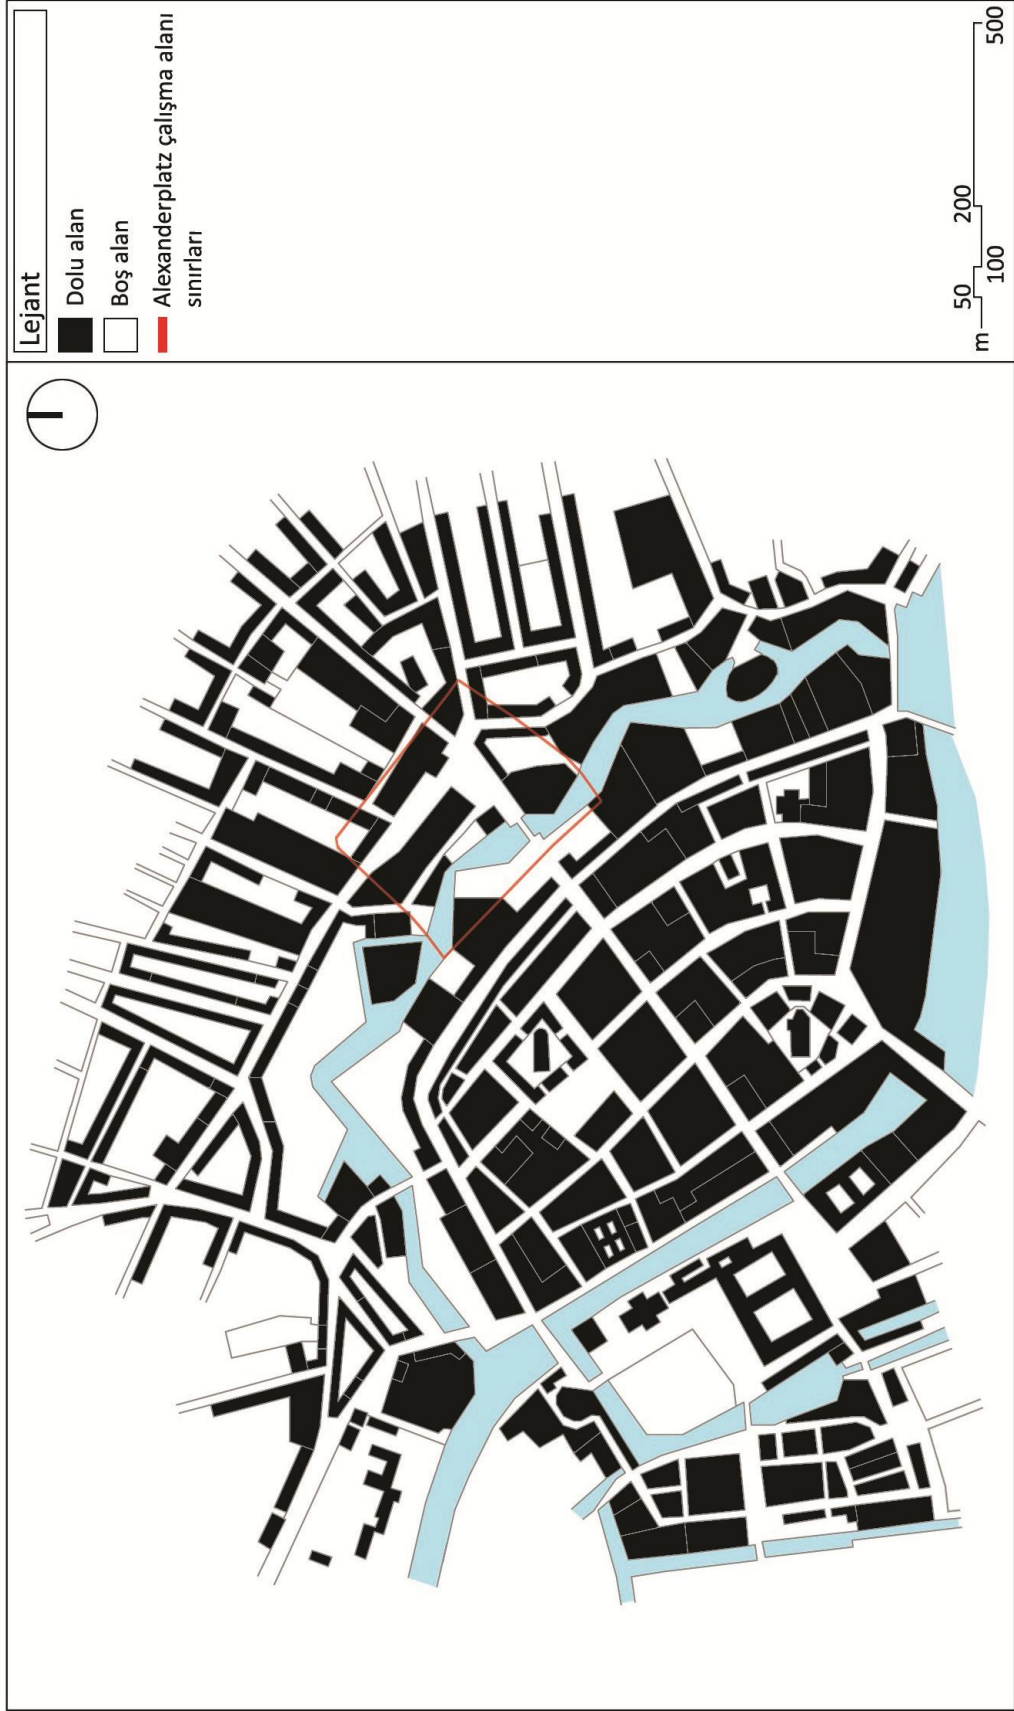 Lejant
Dolu alan
Boş alan
Alexanderplatz çalışma alanı
sınırları
m 50 100 200 500